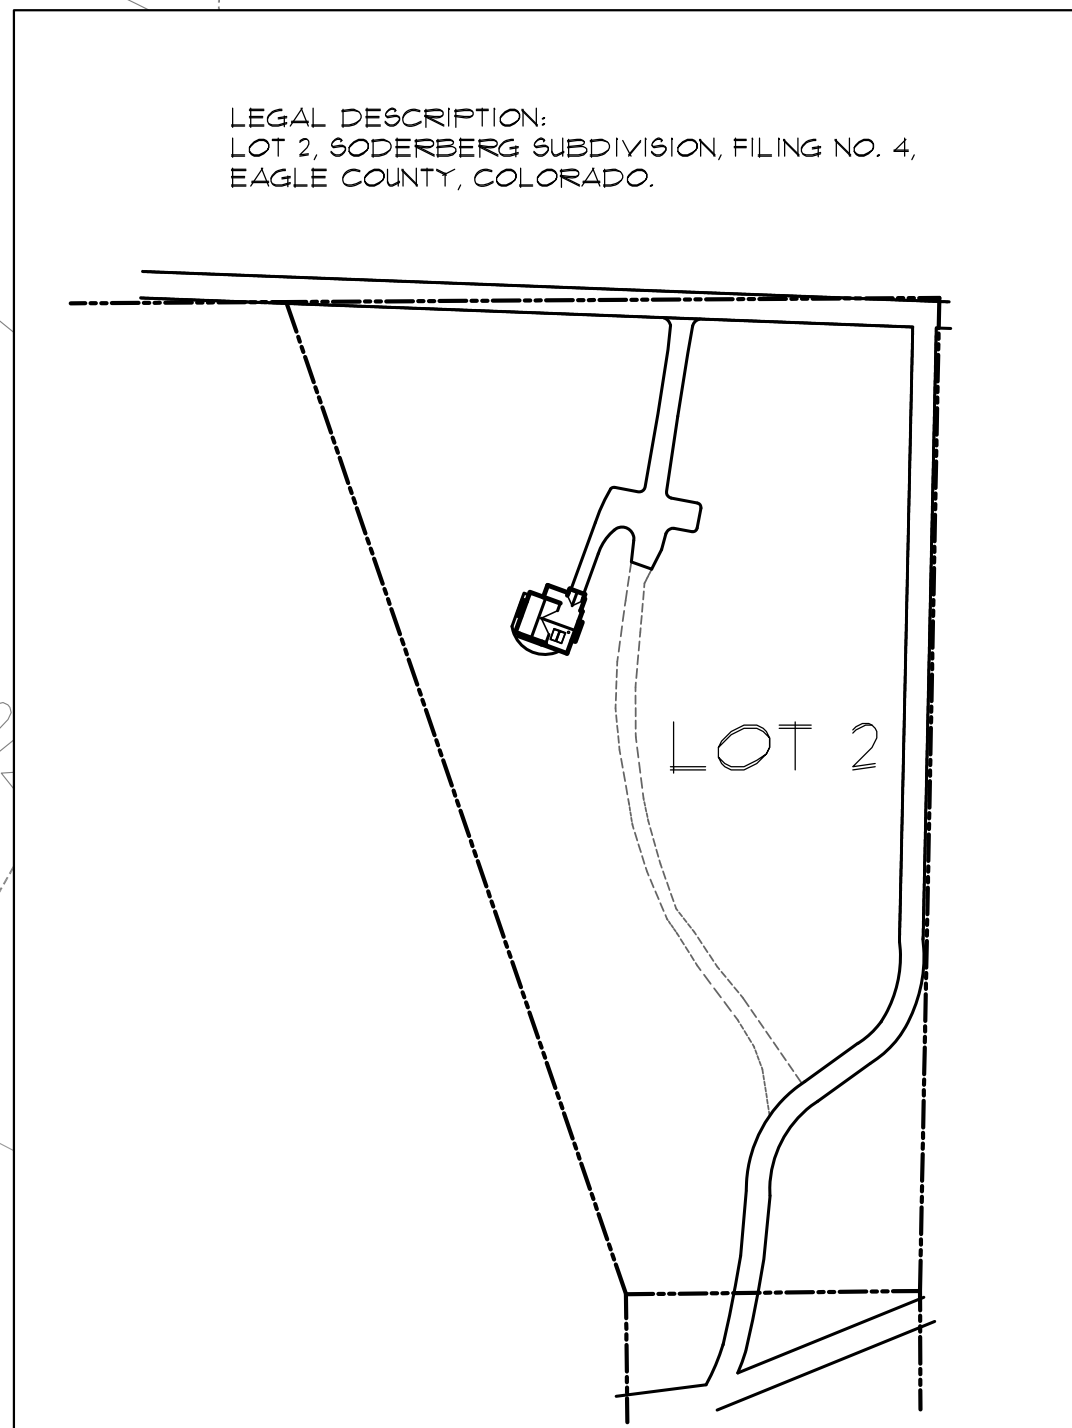 LEGAL DESCRIPTION:
LOT 2, SODERBERG SUBDIVISION, FILING NO. 4,
EAGLE COUNTY, COLORADO.
LOT 2